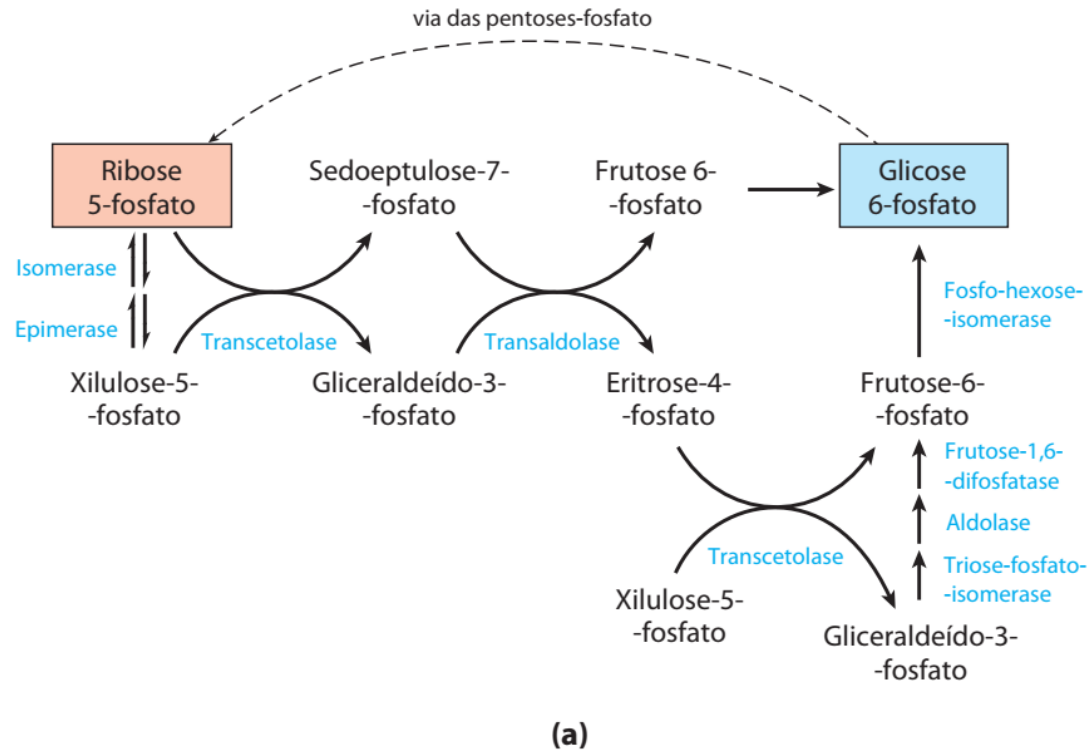 via das pentoses-fosfato
Ribose
5-fosfato
Sedoeptulose-7-
-fosfato
Frutose 6-
-fosfato
Glicose
6-fosfato
Isomerase
Epimerase
Transcetolase
Transaldolase
Fosfo-hexose-
-isomerase
Xilulose-5-
-fosfato
Gliceraldeído-3-
-fosfato
Eritrose-4-
-fosfato
Frutose-6-
-fosfato
Frutose-1,6-
-difosfatase
Aldolase
Transcetolase
Triose-fosfato-
-isomerase
Xilulose-5-
-fosfato
Gliceraldeído-3-
-fosfato
(a)